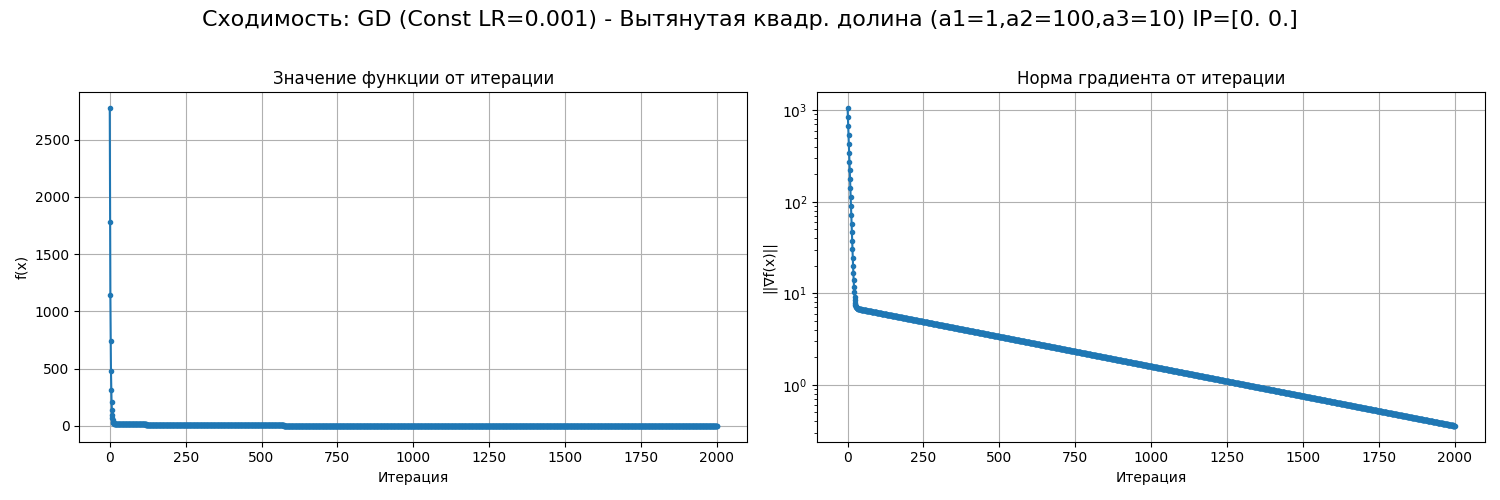 Сходимость: GD (Const LR=0.001) - Вытянутая квадр. долина (a1=1,a2=100,a3=10) IP=[0. 0.]
Значение функции от итерации
2500
2000
1500
1000
500
0
f(x)
0 250 500 750 1000 1250 1500 1750 2000
Итерация
Норма градиента от итерации
10³
10²
10¹
10⁰
||∇f(x)||
0 250 500 750 1000 1250 1500 1750 2000
Итерация